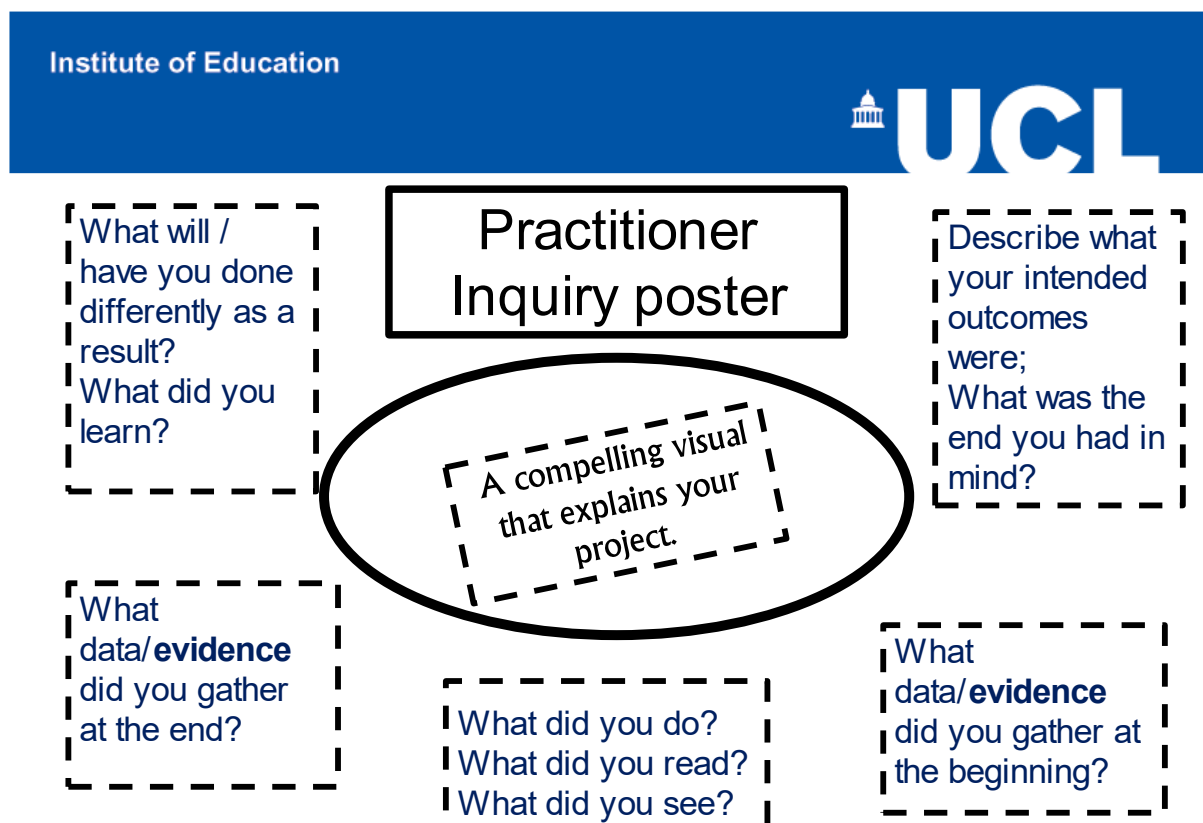 Institute of Education
UCL
Practitioner
Inquiry poster
What will /
have you done
differently as a
result?
What did you
learn?
Describe what
your intended
outcomes
were;
What was the
end you had in
mind?
A compelling visual
that explains your
project.
What
data/evidence
did you gather
at the end?
What did you do?
What did you read?
What did you see?
What
data/evidence
did you gather at
the beginning?